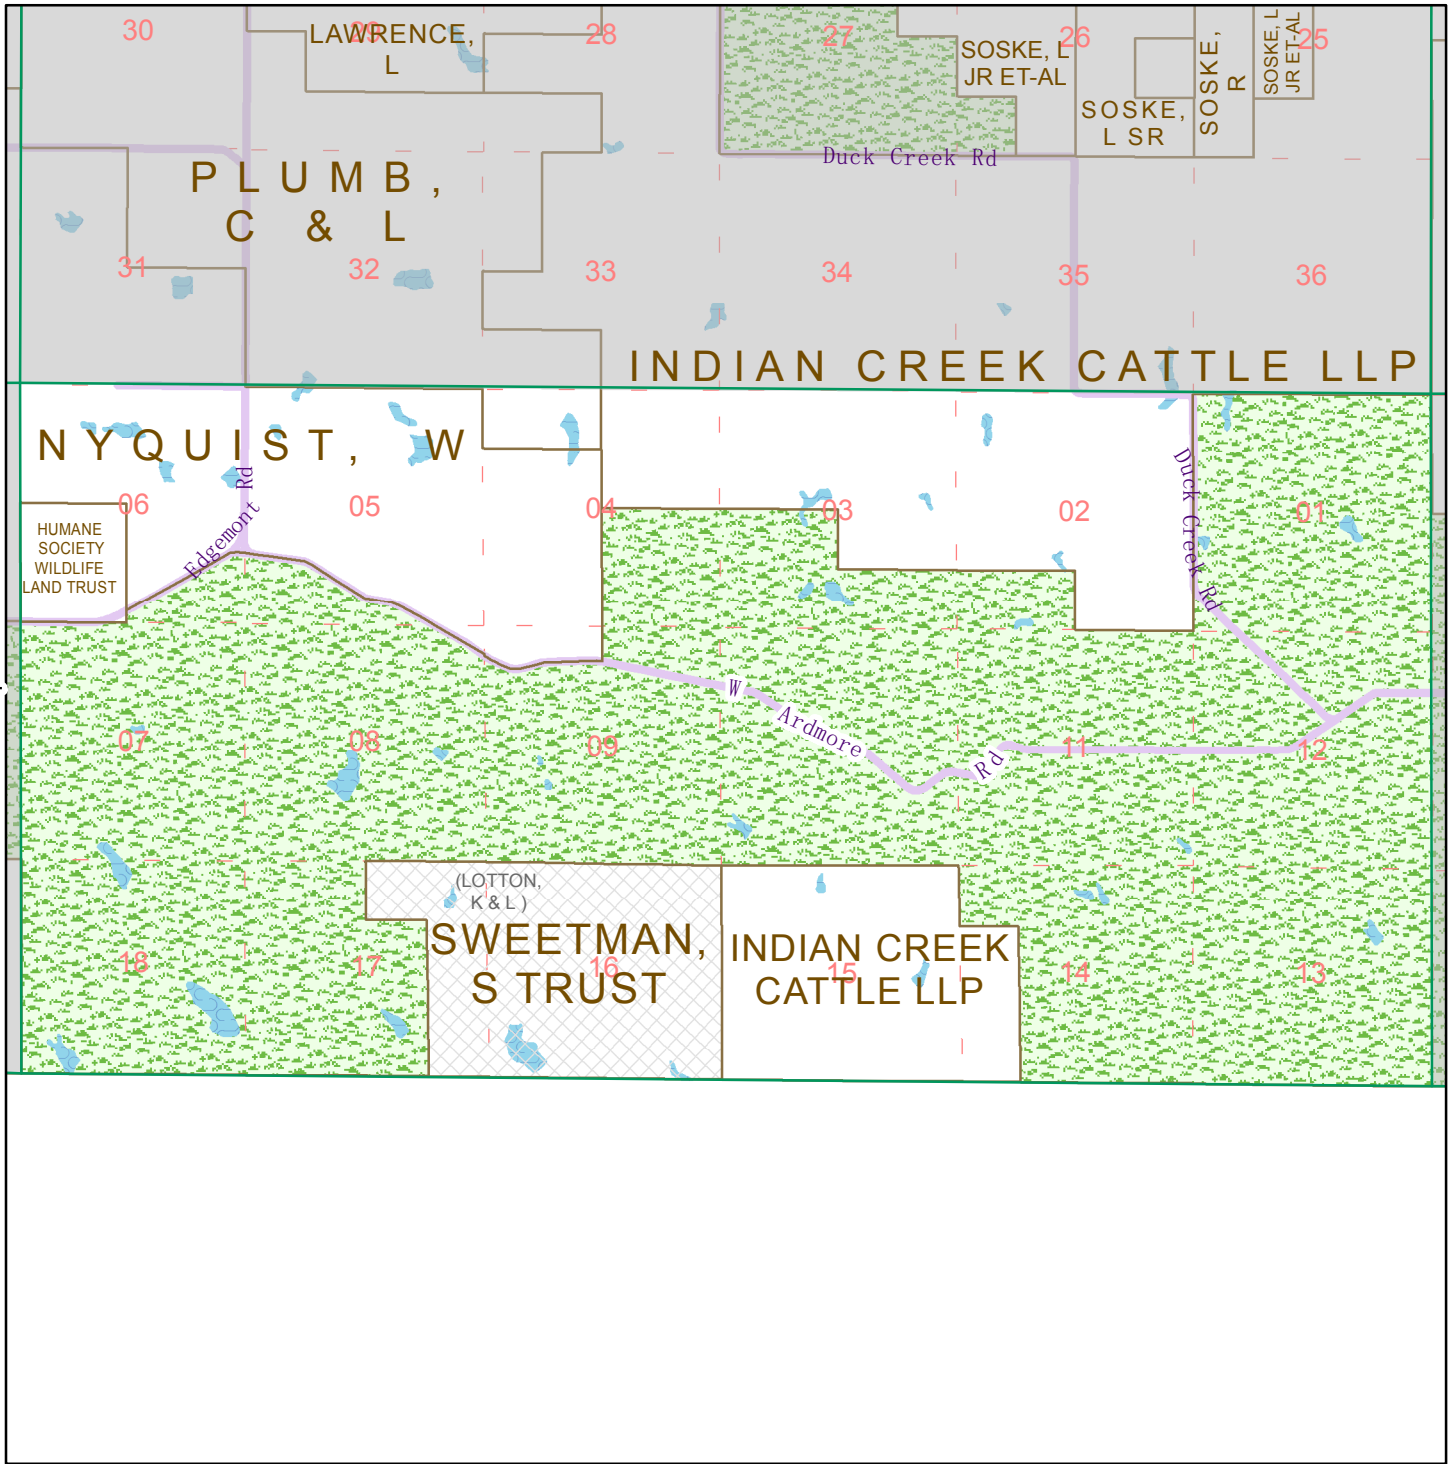 30
29
28
27
26
25
LAWRENCE,
L
SOSKE, L
JR ET-AL
SOSKE,
L SR
SOSKE,
R
SOSKE, L
JR ET-AL
Duck Creek Rd
PLUMB,
C & L
31
32
33
34
35
36
INDIAN CREEK CATTLE LLP
NYQUIST, W
Edgemont Rd
Duck Creek Rd
06
05
04
03
02
01
HUMANE
SOCIETY
WILDLIFE
LAND TRUST
W Ardmore Rd
07
08
09
11
12
(LOTTON,
K & L )
SWEETMAN,
S TRUST
INDIAN CREEK
CATTLE LLP
18
17
16
15
14
13